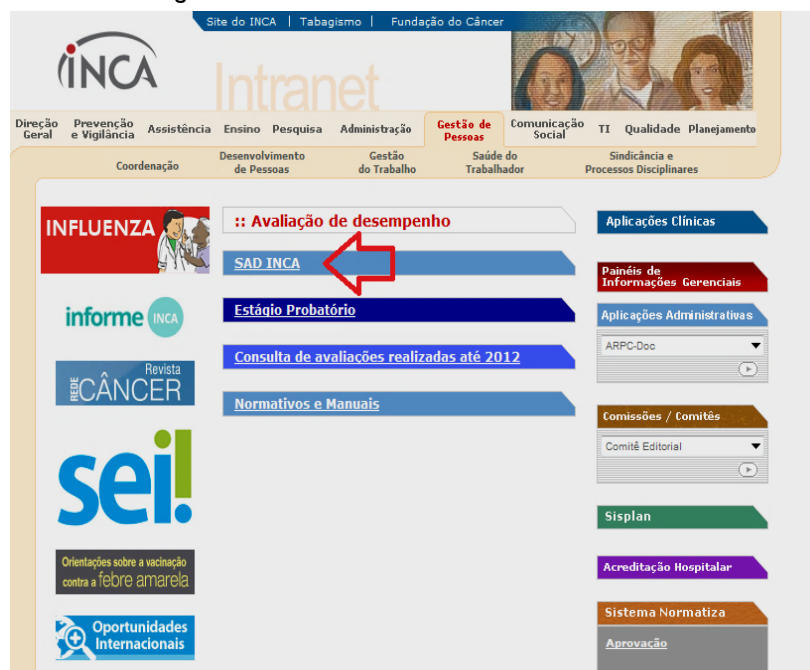 Site do INCA | Tabagismo | Fundação do Câncer
INCA
Intranet
Direção Geral
Prevenção e Vigilância
Assistência
Ensino
Pesquisa
Administração
Gestão de Pessoas
Comunicação Social
TI
Qualidade
Planejamento
Coordenação
Desenvolvimento de Pessoas
Gestão do Trabalho
Saúde do Trabalhador
Sindicância e Processos Disciplinares
INFLUENZA
informe INCA
Revista
REDE CÂNCER
sei!
Orientações sobre a vacinação
contra a febre amarela
Oportunidades
Internacionais
:: Avaliação de desempenho
SAD INCA
Estágio Probatório
Consulta de avaliações realizadas até 2012
Normativos e Manuais
Aplicações Clínicas
Painéis de
Informações Gerenciais
Aplicações Administrativas
ARPC-Doc
Comissões / Comitês
Comitê Editorial
Sisplan
Acreditação Hospitalar
Sistema Normatiza
Aprovação